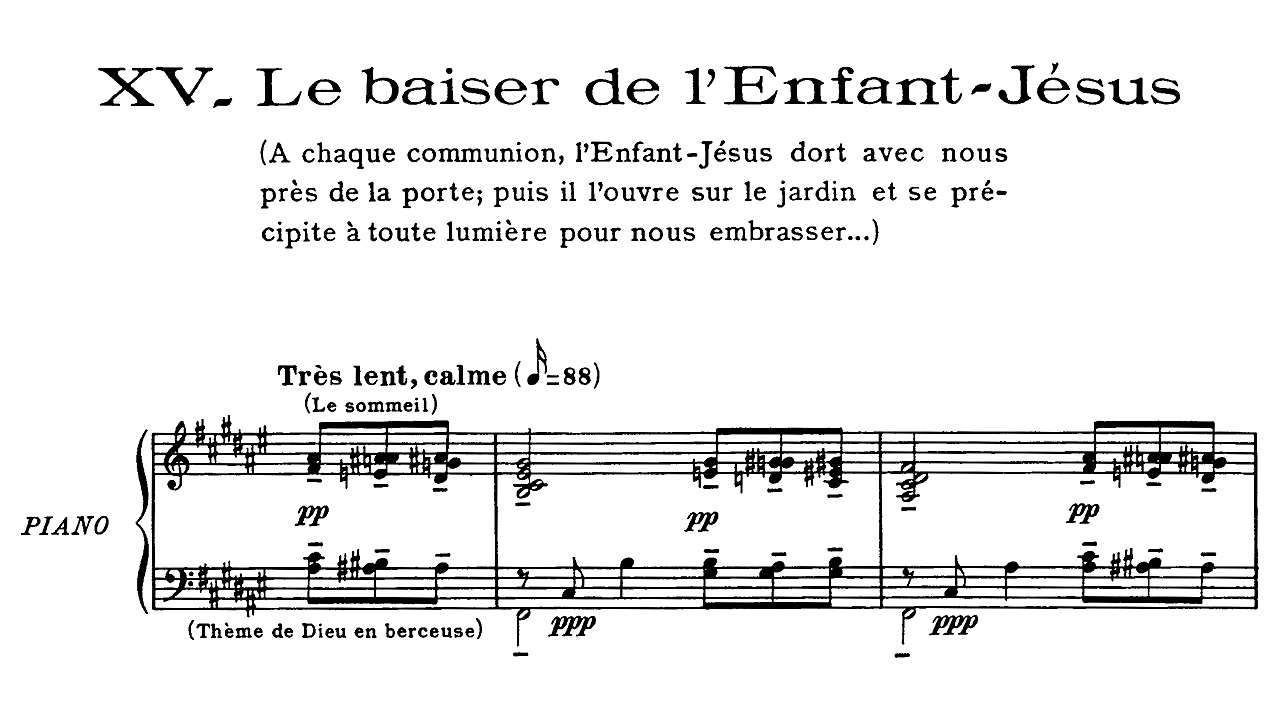 XV. Le baiser de l'Enfant-Jésus
(A chaque communion, l'Enfant-Jésus dort avec nous
près de la porte; puis il l'ouvre sur le jardin et se pré-
cipite à toute lumière pour nous embrasser...)
Très lent, calme (𝅘𝅥𝅯=88)
(Le sommeil)
PIANO
pp pp pp
ppp ppp
(Thème de Dieu en berceuse)